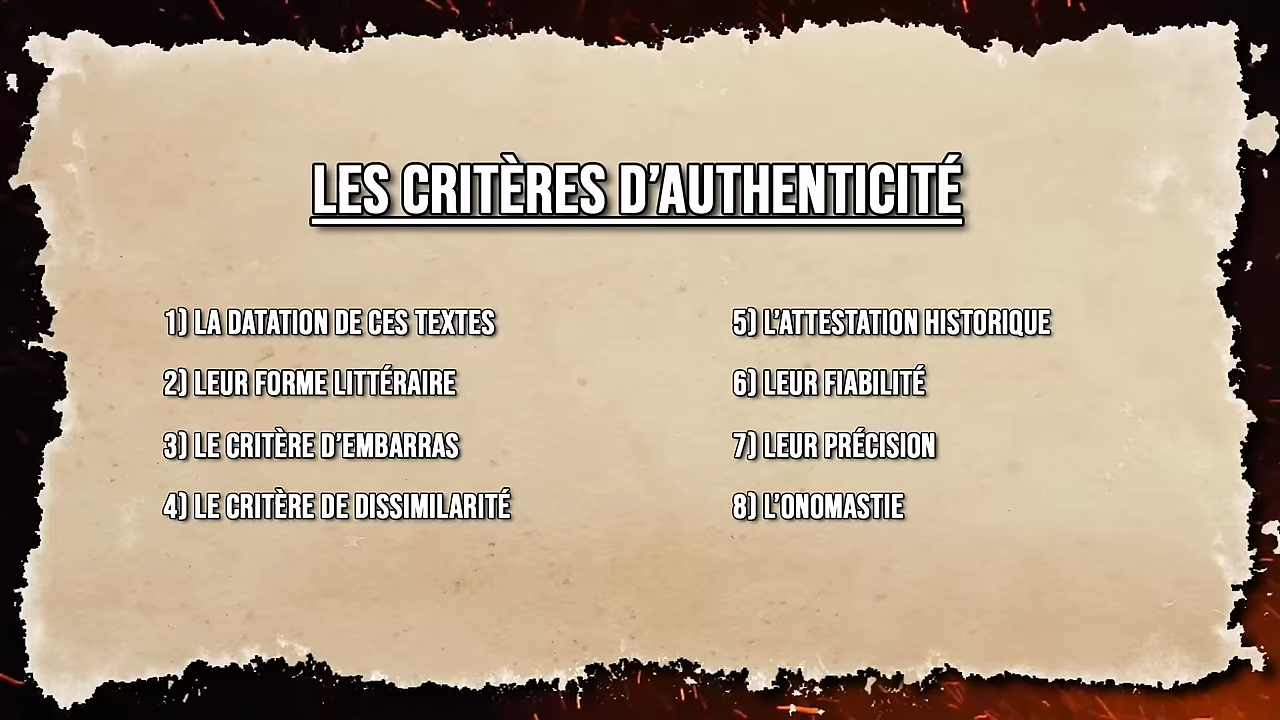 LES CRITÈRES D'AUTHENTICITÉ
1) LA DATATION DE CES TEXTES
2) LEUR FORME LITTÉRAIRE
3) LE CRITÈRE D'EMBARRAS
4) LE CRITÈRE DE DISSIMILARITÉ
5) L'ATTESTATION HISTORIQUE
6) LEUR FIABILITÉ
7) LEUR PRÉCISION
8) L'ONOMASTIE